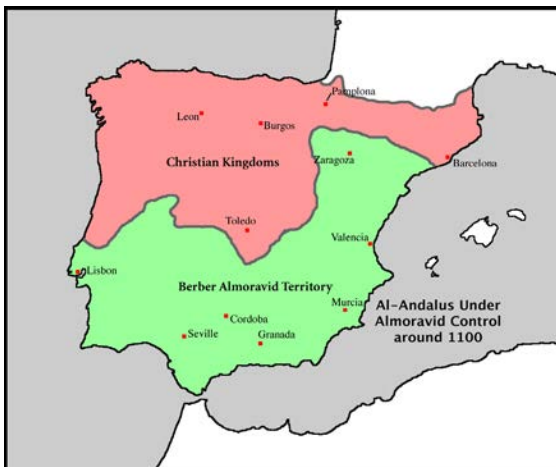 Pamplona
Leon
Burgos
Christian Kingdoms
Zaragoza
Barcelona
Toledo
Valencia
Lisbon
Berber Almoravid Territory
Murcia
Cordoba
Seville
Granada
Al-Andalus Under
Almoravid Control
around 1100